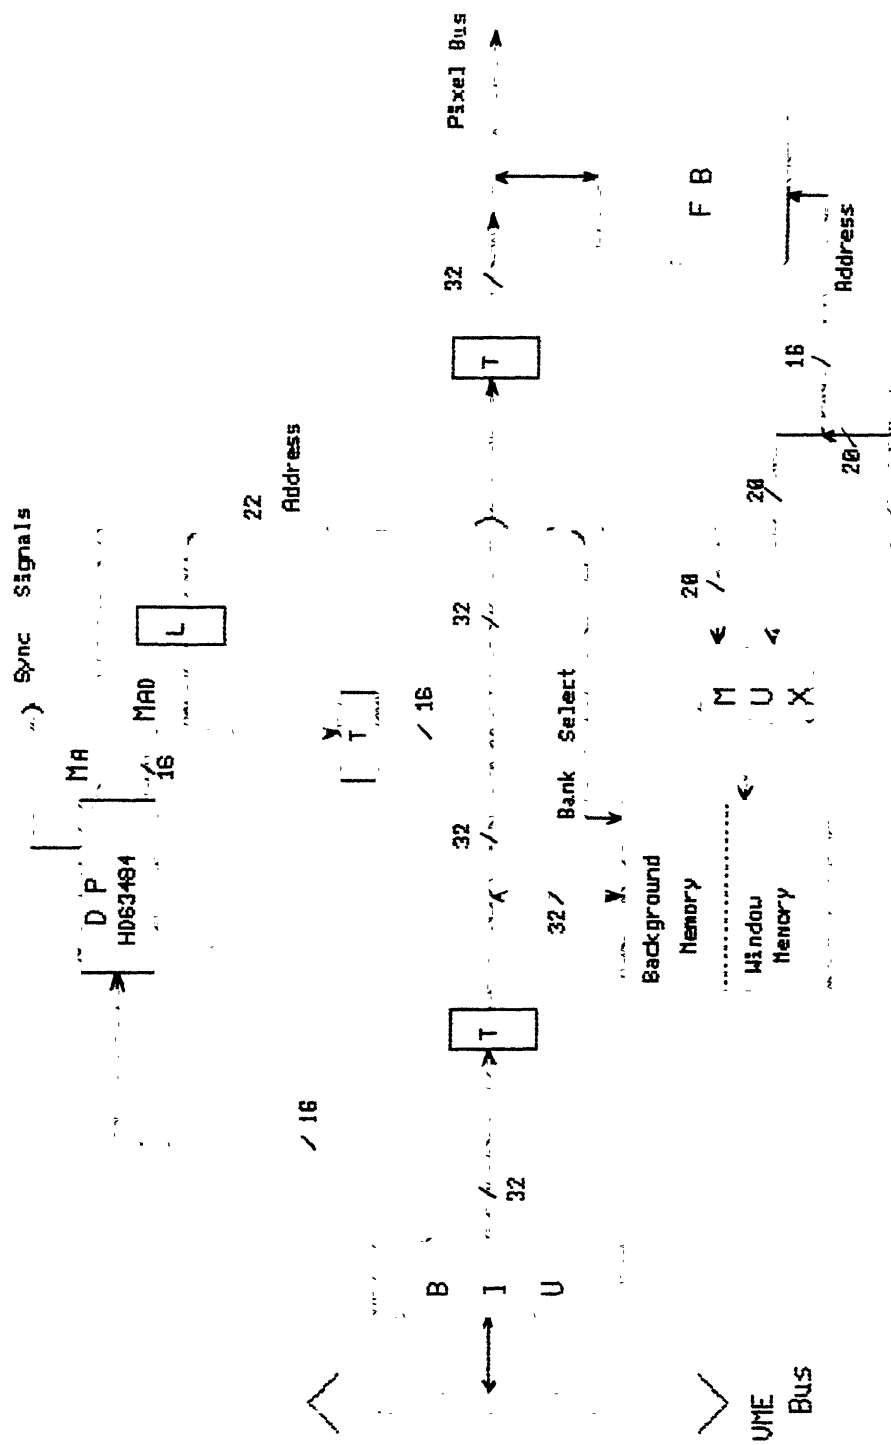 Sync Signals
MA
MAD
16
D P
HD63484
L
22
Address
T
16
16
32
T
32
32
32
T
32
Pixel Bus
B
I
U
VME
Bus
32
Bank Select
Background
Memory
Window
Memory
M
U
X
20
20
20
16
Address
F B